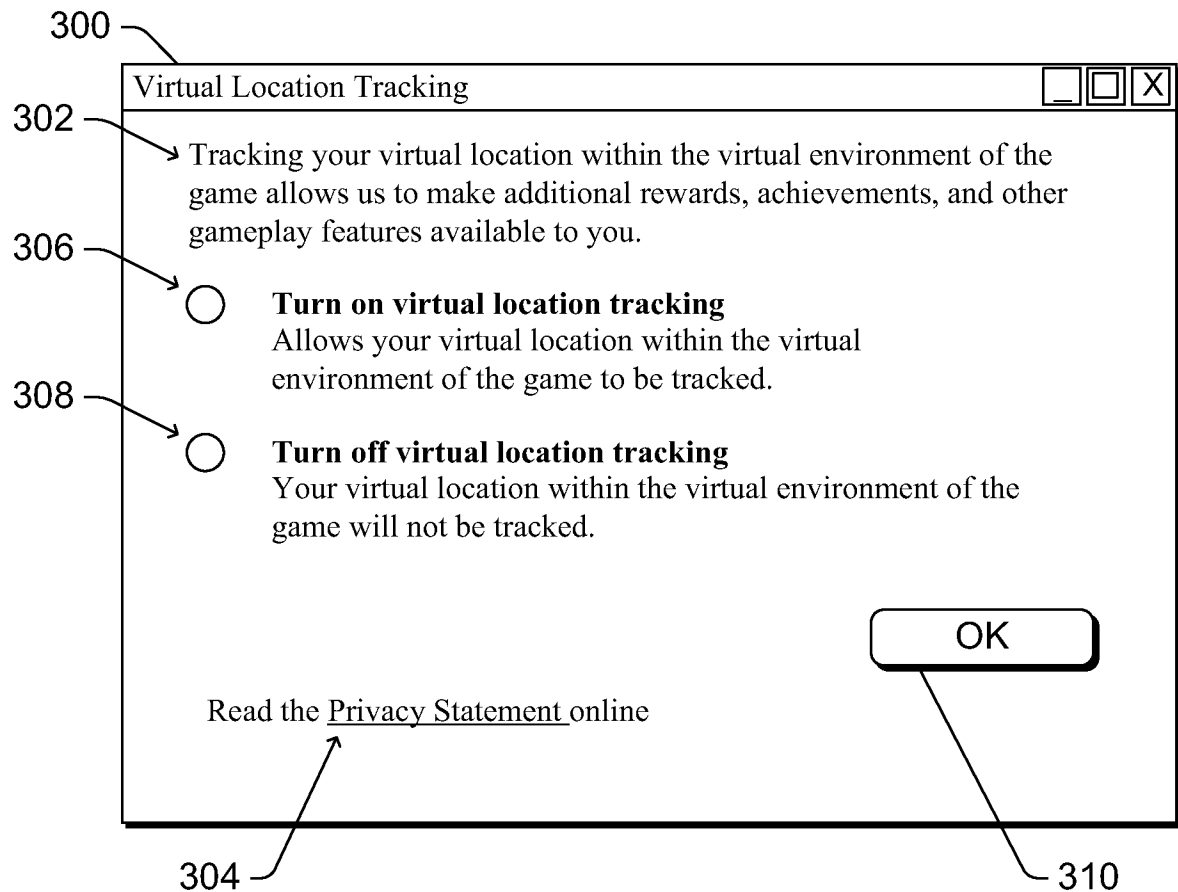 300
Virtual Location Tracking _ X
302
Tracking your virtual location within the virtual environment of the
game allows us to make additional rewards, achievements, and other
gameplay features available to you.
306
Turn on virtual location tracking
Allows your virtual location within the virtual
environment of the game to be tracked.
308
Turn off virtual location tracking
Your virtual location within the virtual environment of the
game will not be tracked.
OK
Read the Privacy Statement online
304
310